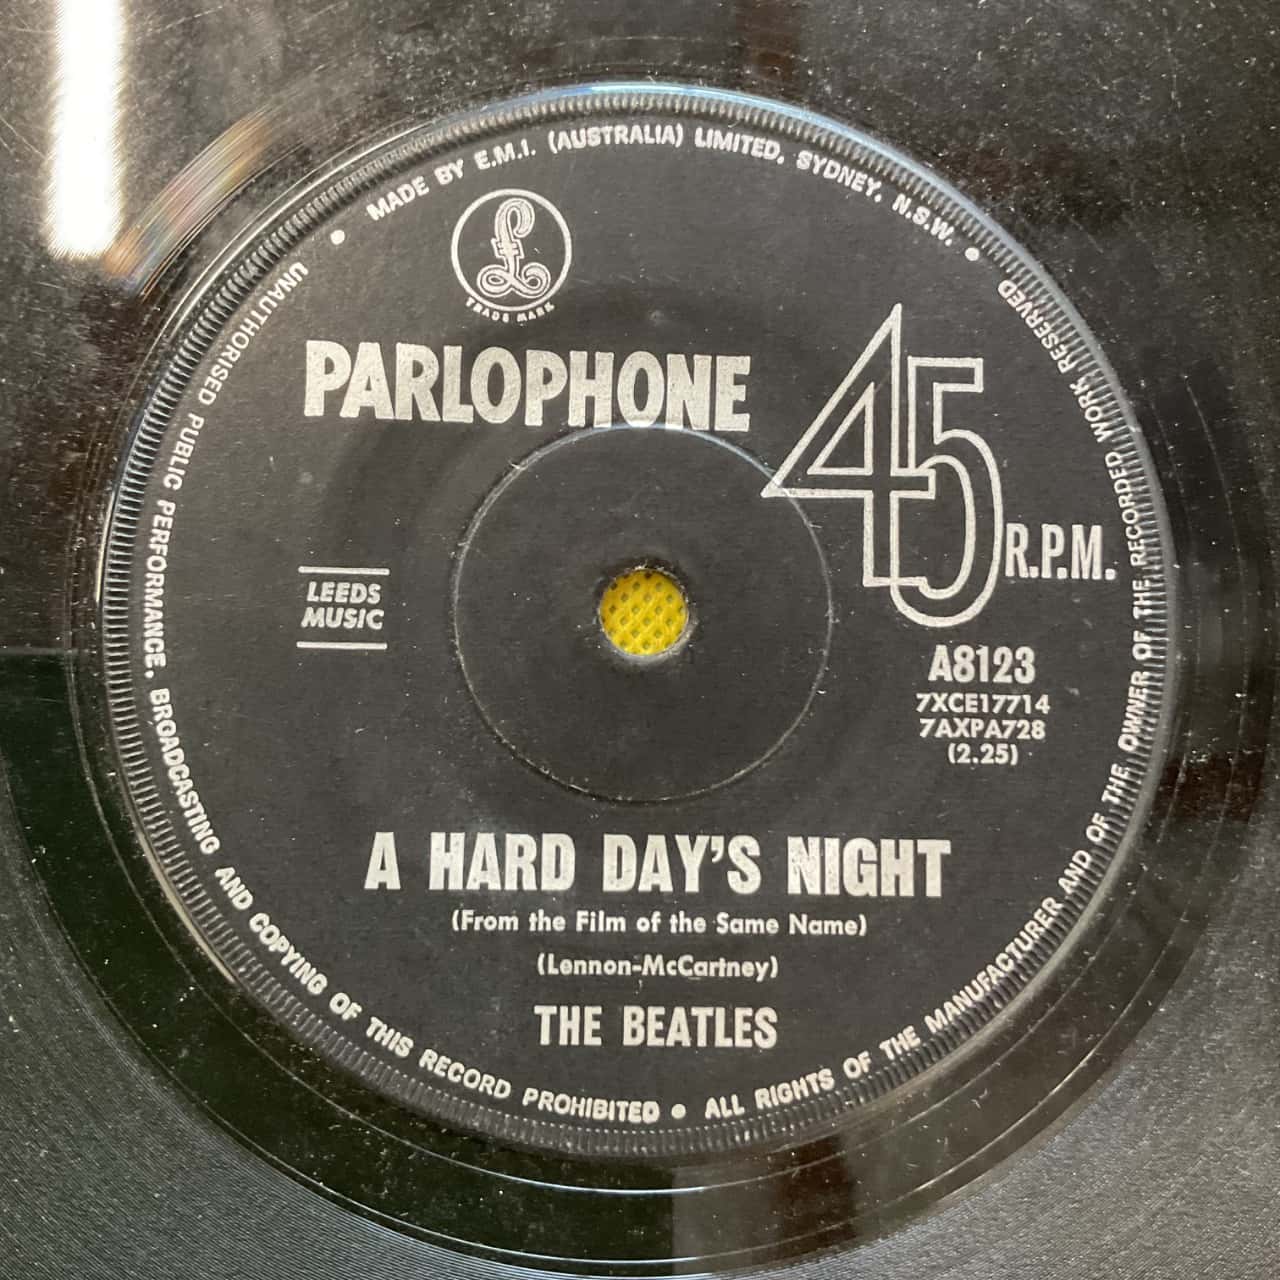 MADE BY E.M.I. (AUSTRALIA) LIMITED, SYDNEY, N.S.W.
£
TRADE MARK
PARLOPHONE
45 R.P.M.
LEEDS
MUSIC
A8123
7XCE17714
7AXPA728
(2.25)
A HARD DAY'S NIGHT
(From the Film of the Same Name)
(Lennon-McCartney)
THE BEATLES
UNAUTHORISED PUBLIC PERFORMANCE, BROADCASTING AND COPYING OF THIS RECORD PROHIBITED • ALL RIGHTS OF THE MANUFACTURER AND OF THE OWNER OF THE RECORDED WORK RESERVED